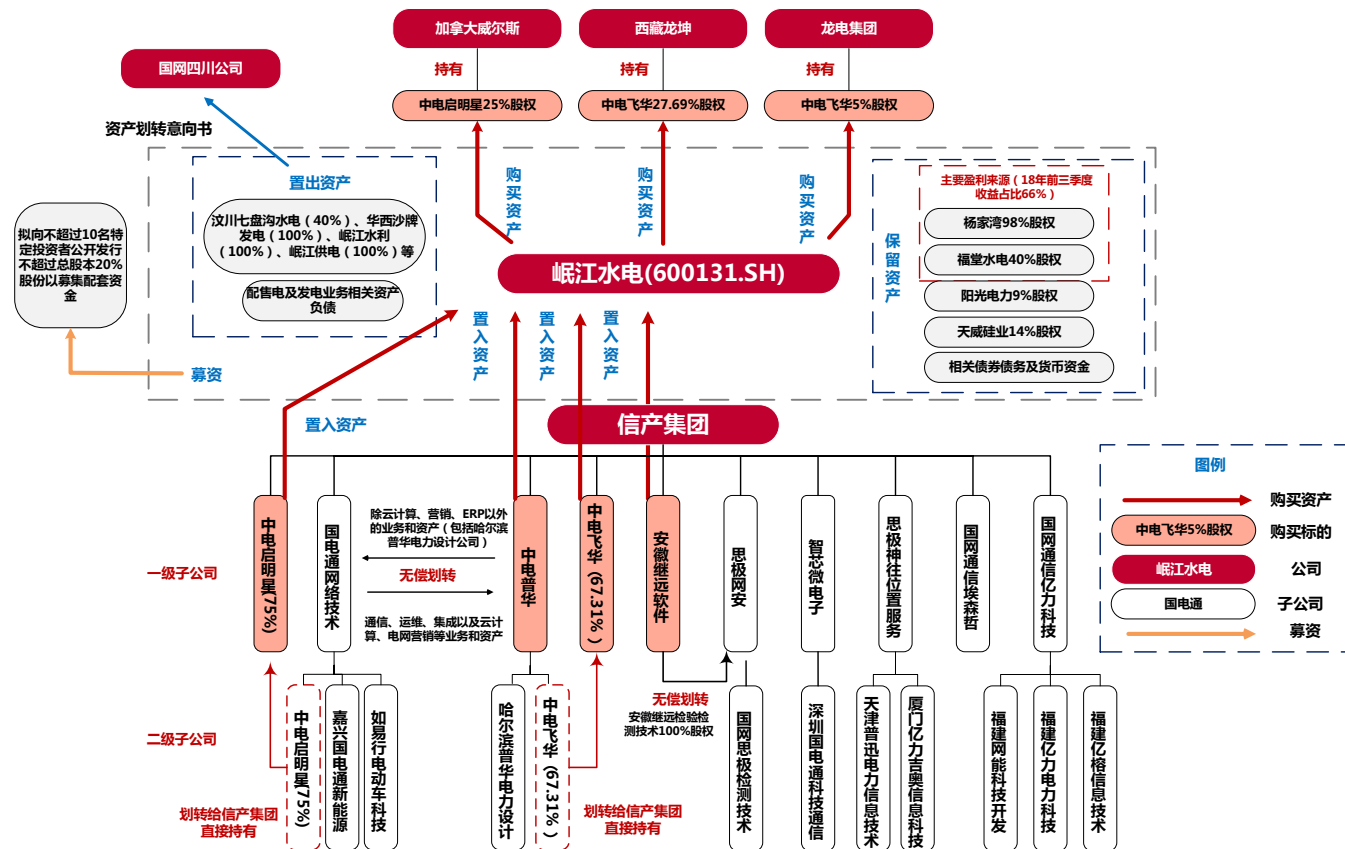 加拿大威尔斯
西藏龙坤
龙电集团
国网四川公司
持有
持有
持有
中电启明星25%股权
中电飞华27.69%股权
中电飞华5%股权
资产划转意向书
置出资产
汶川七盘沟水电（40%）、华西沙牌
发电（100%）、岷江水利
（100%）、岷江供电（100%）等
配售电及发电业务相关资产
负债
购买资产
购买资产
购买资产
主要盈利来源（18年前三季度
收益占比66%）
杨家湾98%股权
福堂水电40%股权
阳光电力9%股权
天威硅业14%股权
相关债券债务及货币资金
保留资产
拟向不超过10名特
定投资者公开发行
不超过总股本20%
股份以募集配套资
金
募资
岷江水电(600131.SH)
置入资产
置入资产
置入资产
置入资产
信产集团
图例
购买资产
中电飞华5%股权
购买标的
岷江水电
公司
国电通
子公司
募资
一级子公司
中电启明星(75%)
国电通网络技术
除云计算、营销、ERP以外
的业务和资产（包括哈尔滨
普华电力设计公司）
无偿划转
通信、运维、集成以及云计
算、电网营销等业务和资产
中电普华
中电飞华（67.31%）
安徽继远软件
思极网安
智芯微电子
思极神往位置服务
国网通信埃森哲
国网通信亿力科技
无偿划转
安徽继远检验检
测技术100%股权
二级子公司
中电启明星(75%)
嘉兴国电通新能源
如易行电动车科技
哈尔滨普华电力设计
中电飞华（67.31%）
国网思极检测技术
深圳国电通科技通信
天津普迅电力信息技术
厦门亿力吉奥信息科技
福建网能科技开发
福建亿力电力科技
福建亿榕信息技术
划转给信产集团
直接持有
划转给信产集团
直接持有